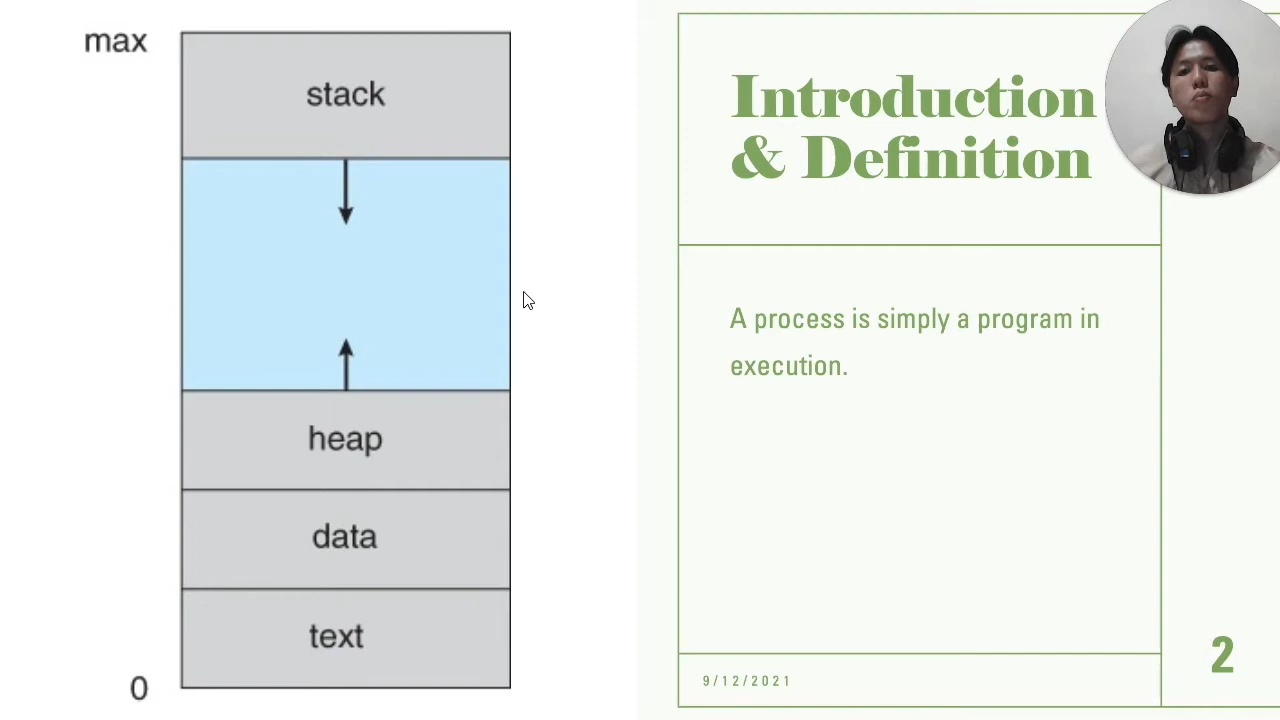 max
stack
heap
data
text
0
Introduction
& Definition
A process is simply a program in
execution.
9/12/2021
2